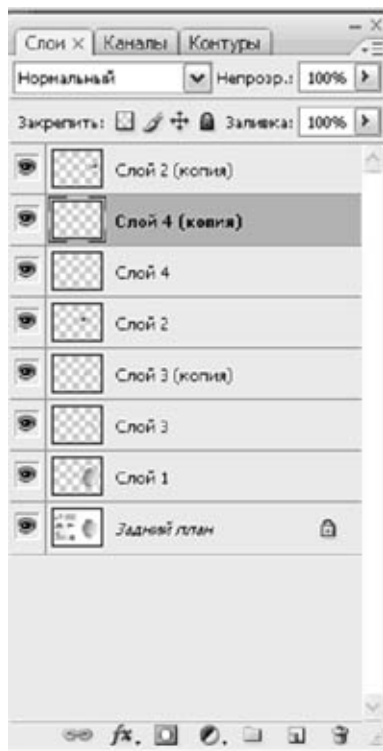 Слои × Каналы Контуры
Нормальный Непрозр.: 100%
Закрепить: Заливка: 100%
Слой 2 (копия)
Слой 4 (копия)
Слой 4
Слой 2
Слой 3 (копия)
Слой 3
Слой 1
Задний план
fx.